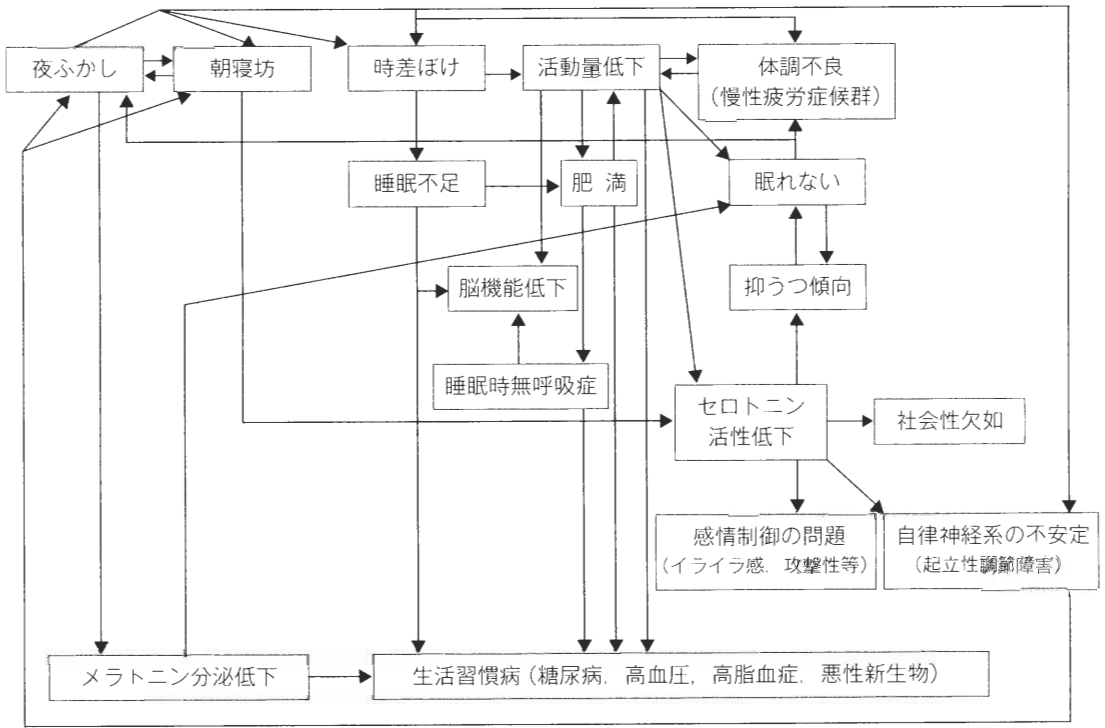 夜ふかし
朝寝坊
時差ぼけ
活動量低下
体調不良
(慢性疲労症候群)
睡眠不足
肥 満
眠れない
脳機能低下
抑うつ傾向
睡眠時無呼吸症
セロトニン
活性低下
社会性欠如
感情制御の問題
(イライラ感, 攻撃性等)
自律神経系の不安定
(起立性調節障害)
メラトニン分泌低下
生活習慣病(糖尿病, 高血圧, 高脂血症, 悪性新生物)